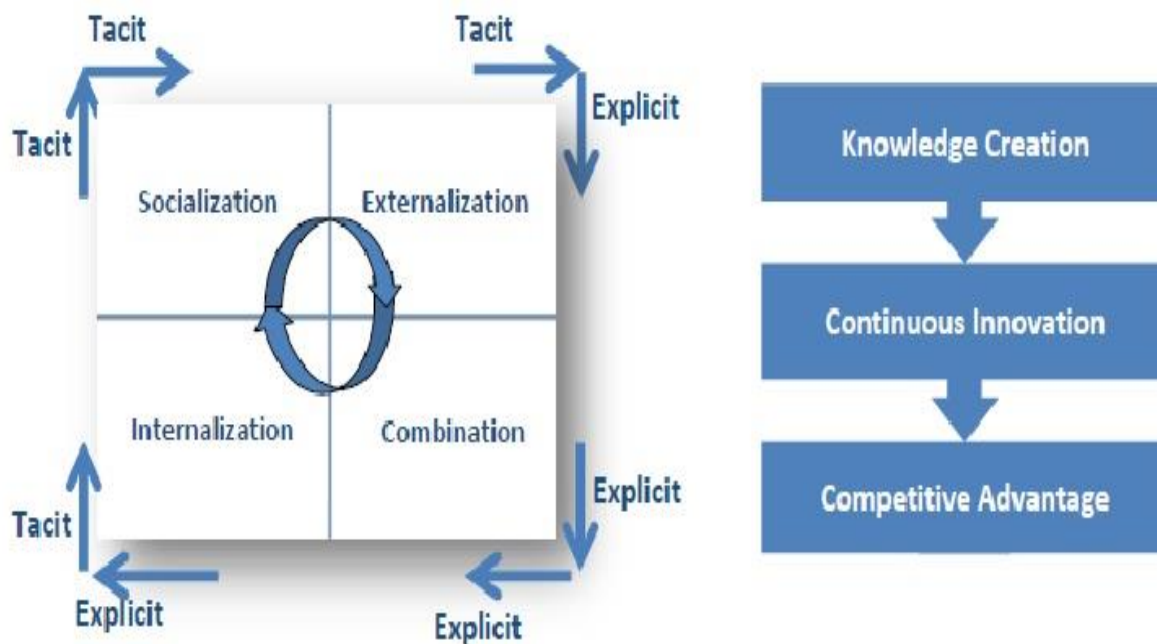 Tacit
Tacit
Tacit
Explicit
Socialization
Externalization
Internalization
Combination
Tacit
Explicit
Explicit
Explicit
Knowledge Creation
Continuous Innovation
Competitive Advantage